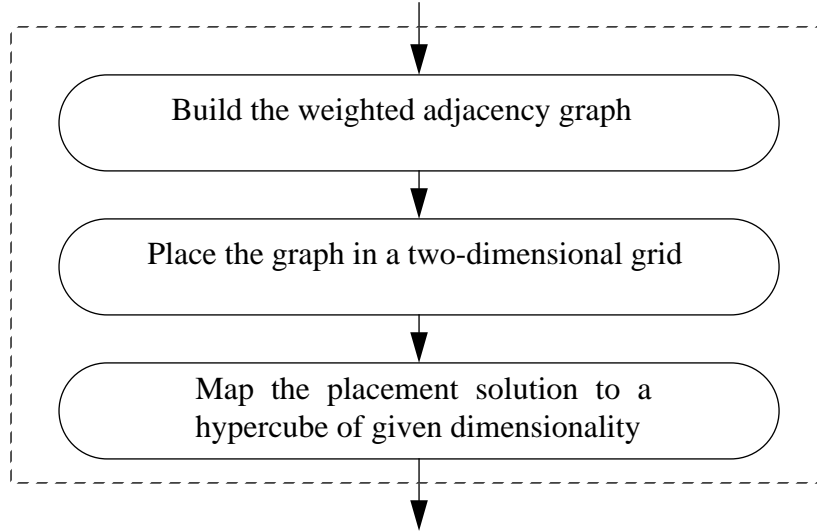 Build the weighted adjacency graph
Place the graph in a two-dimensional grid
Map the placement solution to a
hypercube of given dimensionality